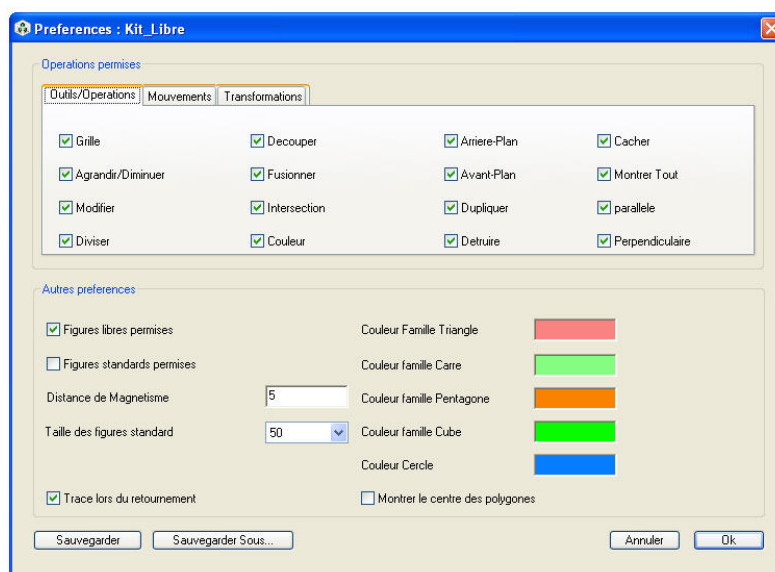 Preferences : Kit_Libre
Operations permises
Outils/Operations Mouvements Transformations
Grille Decouper Arriere-Plan Cacher
Agrandir/Diminuer Fusionner Avant-Plan Montrer Tout
Modifier Intersection Dupliquer parallele
Diviser Couleur Detruire Perpendiculaire
Autres preferences
Figures libres permises Couleur Famille Triangle
Figures standards permises Couleur famille Carre
Distance de Magnetisme 5 Couleur famille Pentagone
Taille des figures standard 50 Couleur famille Cube
Couleur Cercle
Trace lors du retournement Montrer le centre des polygones
Sauvegarder Sauvegarder Sous... Annuler Ok